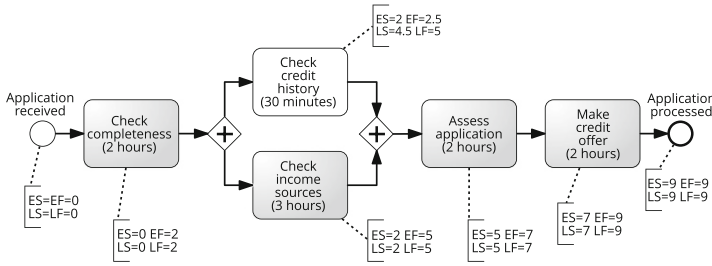 ES=2 EF=2.5
LS=4.5 LF=5
Check
credit
history
(30 minutes)
Application
received
Check
completeness
(2 hours)
Assess
application
(2 hours)
Make
credit
offer
(2 hours)
Application
processed
Check
income
sources
(3 hours)
ES=EF=0
LS=LF=0
ES=0 EF=2
LS=0 LF=2
ES=2 EF=5
LS=2 LF=5
ES=5 EF=7
LS=5 LF=7
ES=7 EF=9
LS=7 LF=9
ES=9 EF=9
LS=9 LF=9